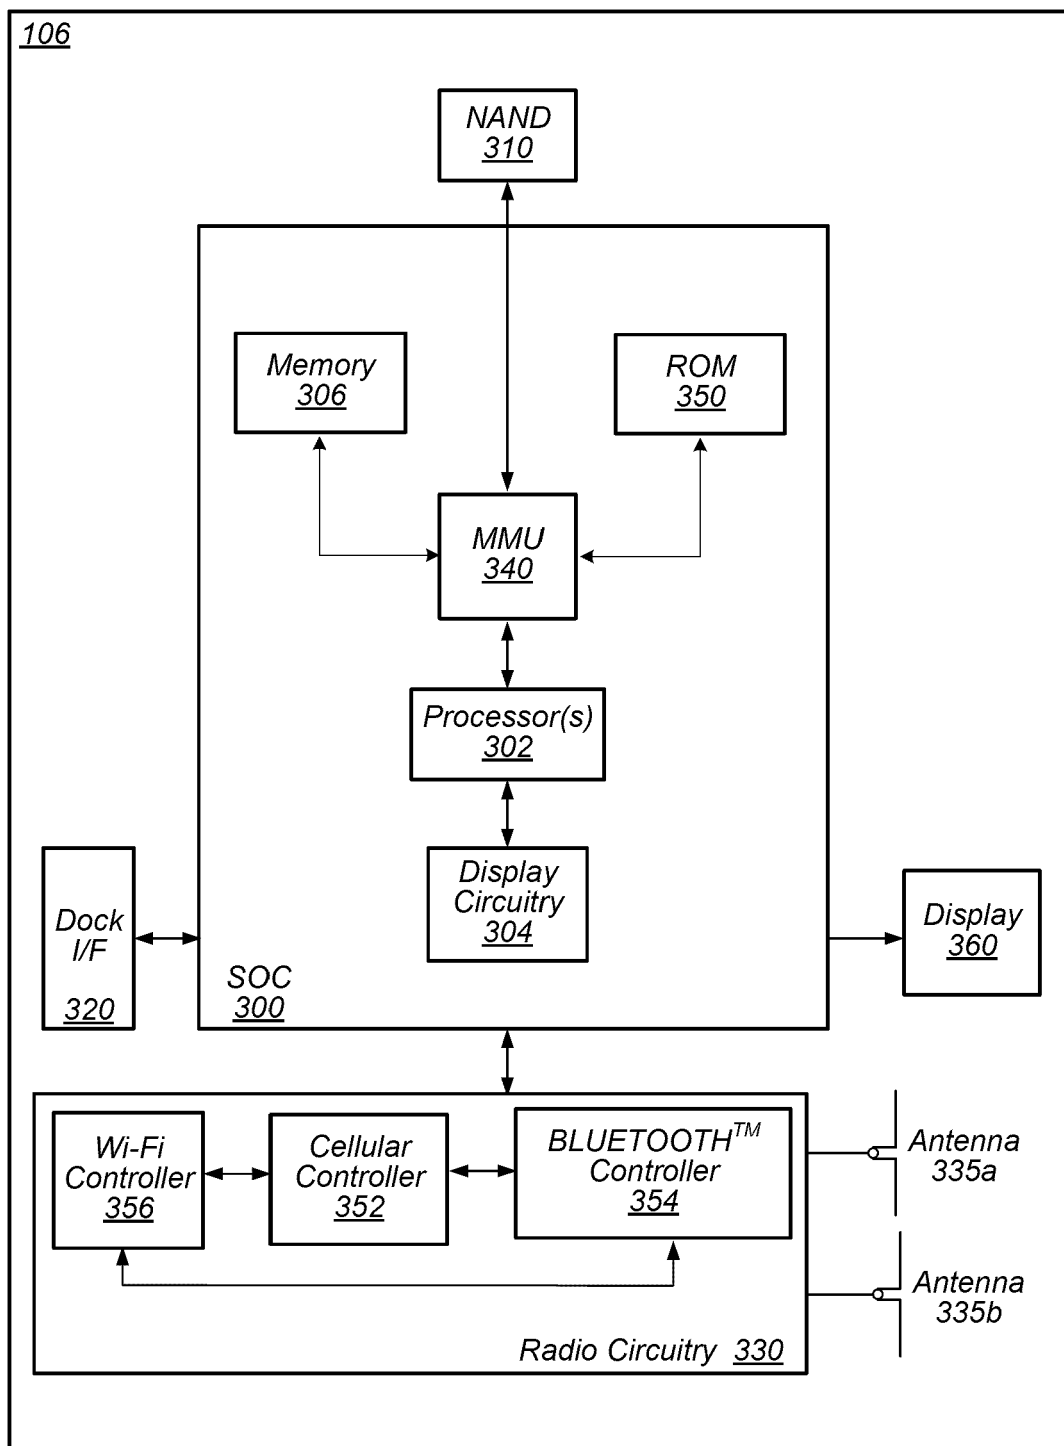 106
NAND
310
Memory
306
ROM
350
MMU
340
Processor(s)
302
Display
Circuitry
304
Dock
I/F
320
SOC
300
Display
360
Wi-Fi
Controller
356
Cellular
Controller
352
BLUETOOTH™
Controller
354
Antenna
335a
Antenna
335b
Radio Circuitry 330